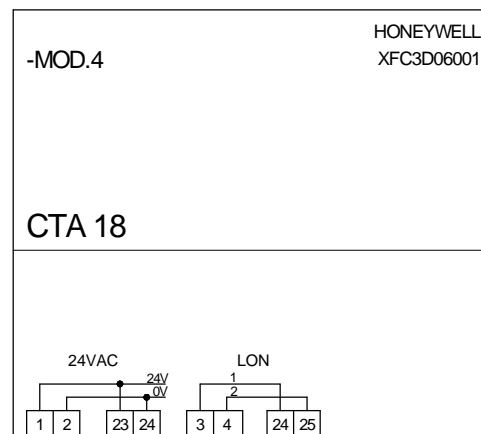 HONEYWELL
-MOD.4 XFC3D06001
CTA 18
24VAC LON
24V 1
0V 2
1 2 23 24 3 4 24 25